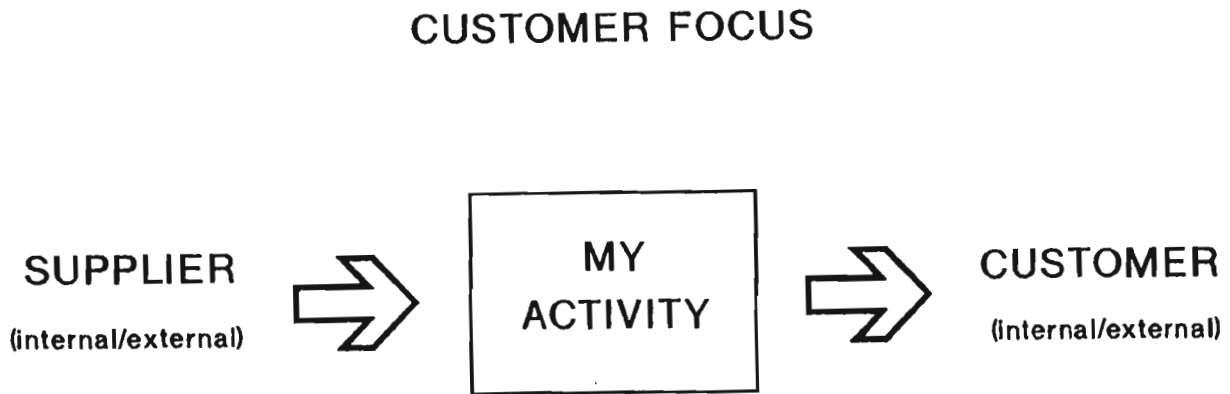 CUSTOMER FOCUS
SUPPLIER
(internal/external)
MY
ACTIVITY
CUSTOMER
(internal/external)